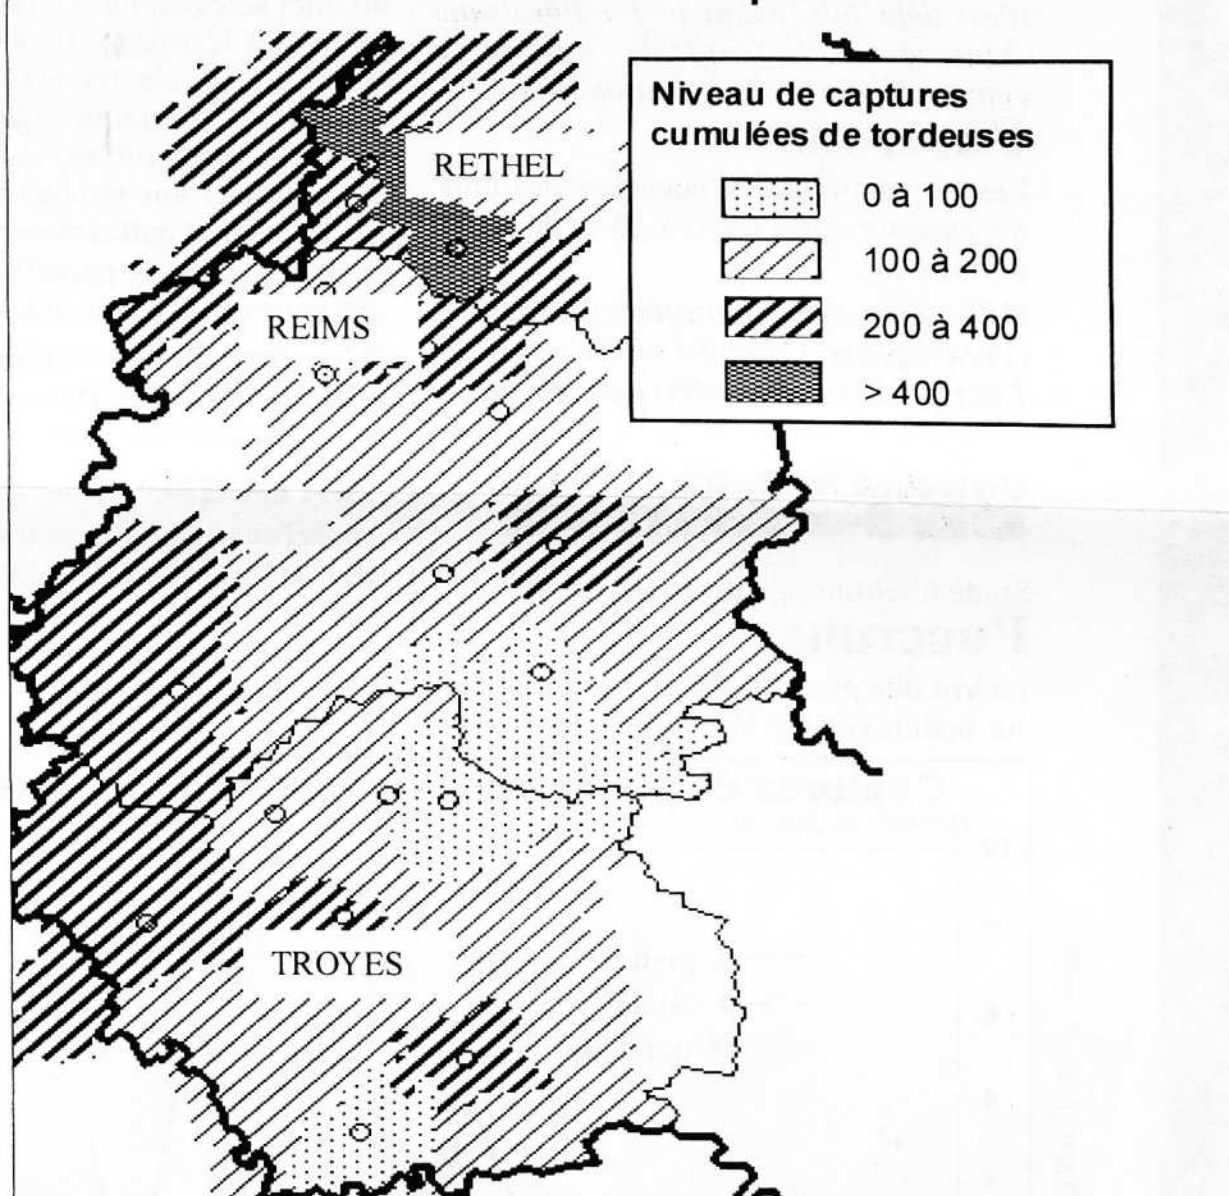 Niveau de captures
cumulées de tordeuses
0 à 100
100 à 200
200 à 400
> 400
RETHEL
REIMS
TROYES